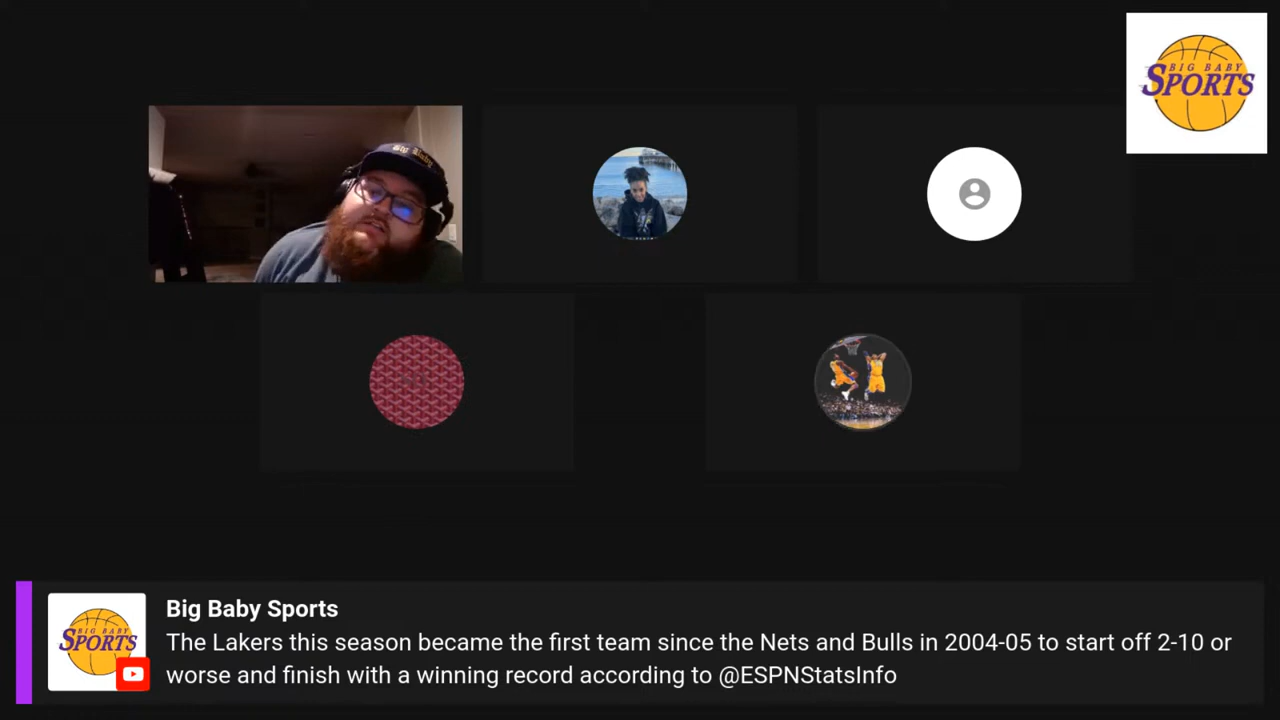 BIG BABY
SPORTS
Big Baby
BIG BABY
SPORTS
Big Baby Sports
The Lakers this season became the first team since the Nets and Bulls in 2004-05 to start off 2-10 or
worse and finish with a winning record according to @ESPNStatsInfo